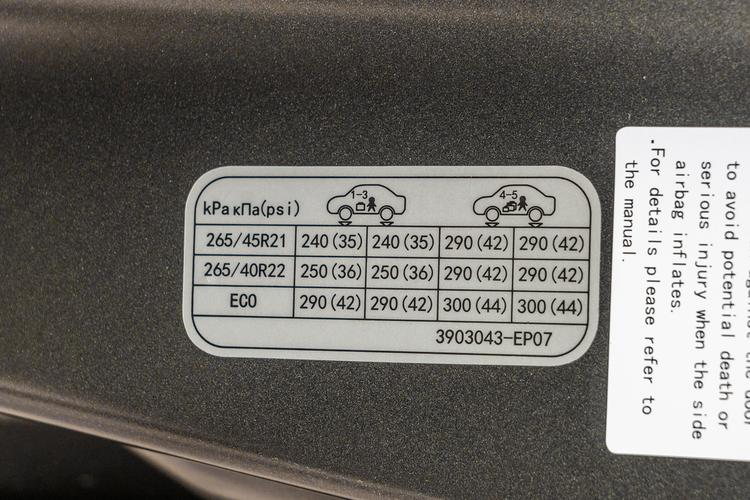 kPa кПа(psi) 1-3 4-5
265/45R21 240(35) 240(35) 290(42) 290(42)
265/40R22 250(36) 250(36) 290(42) 290(42)
ECO 290(42) 290(42) 300(44) 300(44)
3903043-EP07
to avoid potential death or
serious injury when the side
airbag inflates.
.For details please refer to
the manual.